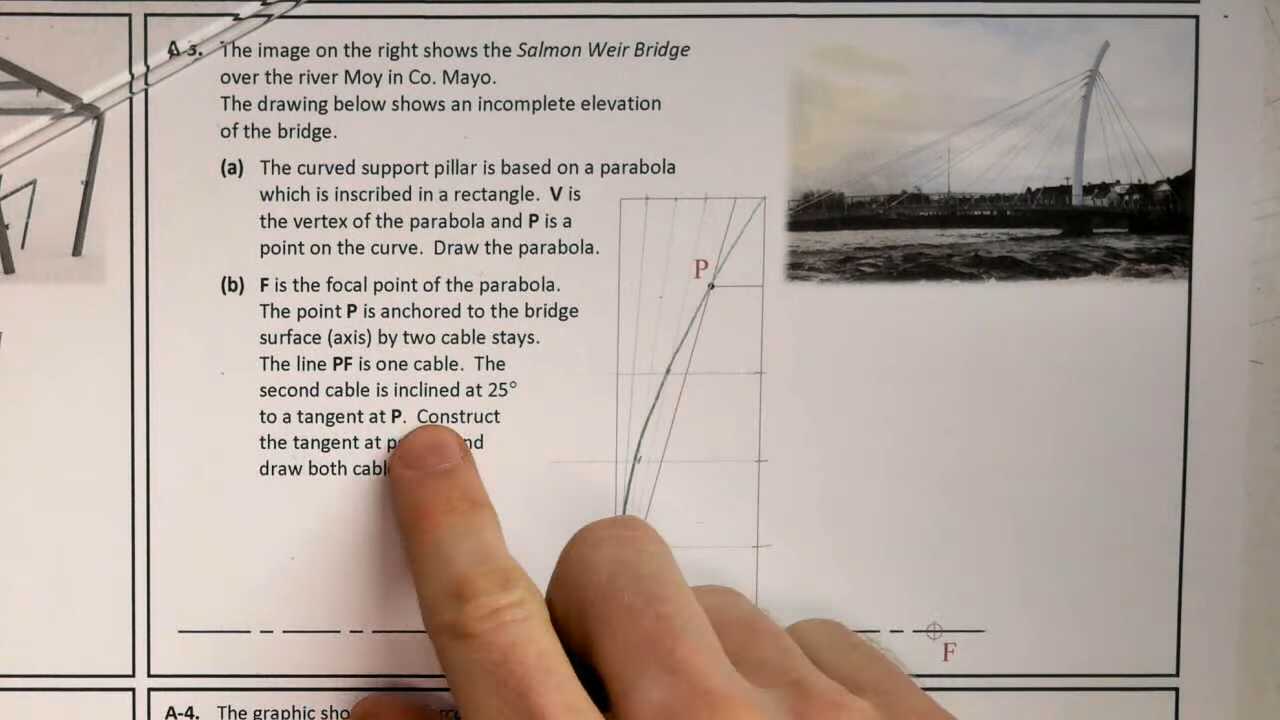 A-3. The image on the right shows the Salmon Weir Bridge
over the river Moy in Co. Mayo.
The drawing below shows an incomplete elevation
of the bridge.
(a) The curved support pillar is based on a parabola
which is inscribed in a rectangle. V is
the vertex of the parabola and P is a
point on the curve. Draw the parabola.
(b) F is the focal point of the parabola.
The point P is anchored to the bridge
surface (axis) by two cable stays.
The line PF is one cable. The
second cable is inclined at 25°
to a tangent at P. Construct
the tangent at
draw both
P
F
A-4. The graphic